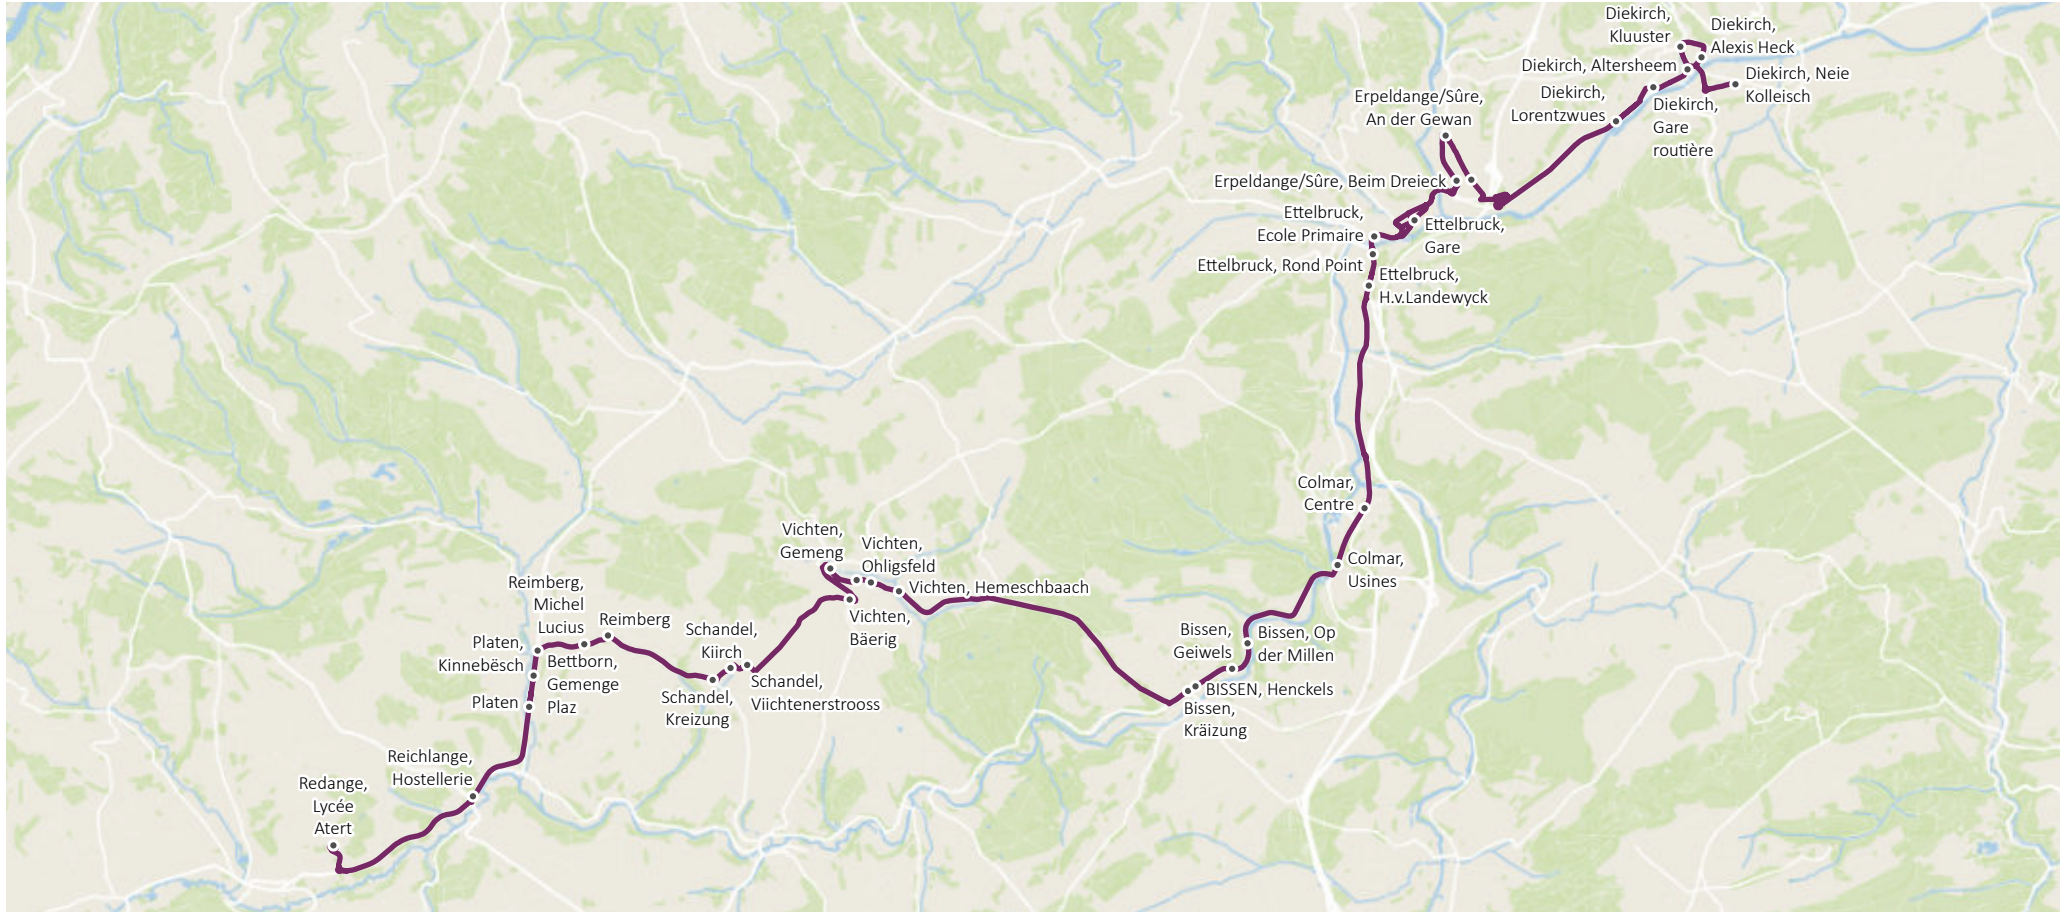 Diekirch,
Kluuster
Diekirch,
Alexis Heck
Diekirch, Altersheem
Diekirch, Neie
Kolleisch
Diekirch,
Lorentzwues
Diekirch,
Gare
routière
Erpeldange/Sûre,
An der Gewan
Erpeldange/Sûre, Beim Dreieck
Ettelbruck,
Ecole Primaire
Ettelbruck,
Gare
Ettelbruck, Rond Point
Ettelbruck,
H.v.Landewyck
Colmar,
Centre
Colmar,
Usines
Vichten,
Gemeng
Vichten,
Ohligsfeld
Vichten, Hemeschbaach
Vichten,
Bäerig
Reimberg,
Michel
Lucius
Reimberg
Schandel,
Kiirch
Bissen,
Geiwels
Bissen, Op
der Millen
Platen,
Kinnebësch
Bettborn,
Gemenge
Plaz
Platen
Schandel,
Kreizung
Schandel,
Viichtenerstrooss
BISSEN, Henckels
Bissen,
Kräizung
Reichlange,
Hostellerie
Redange,
Lycée
Atert